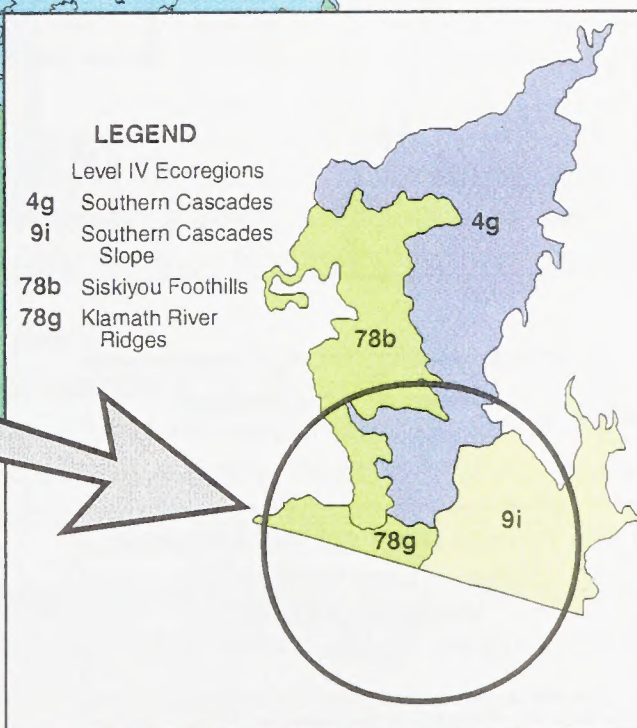 LEGEND
Level IV Ecoregions
4g Southern Cascades
9i Southern Cascades
Slope
78b Siskiyou Foothills
78g Klamath River
Ridges
4g
78b
9i
78g